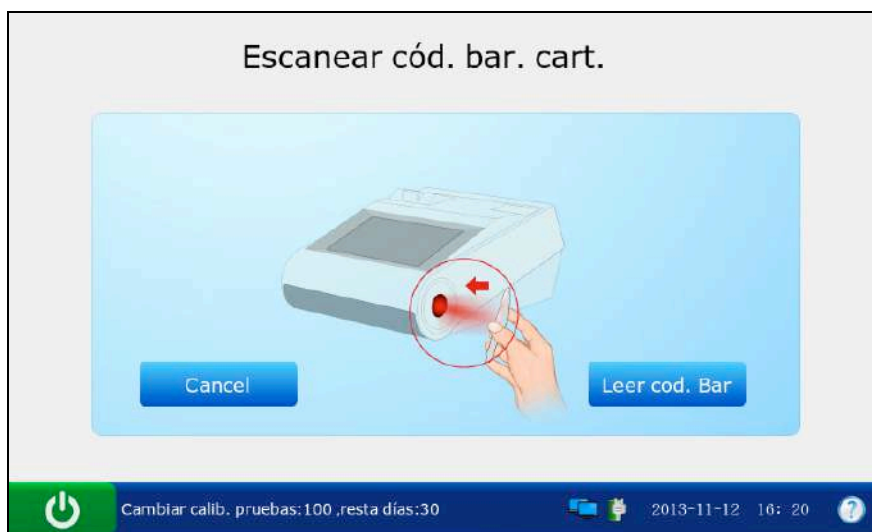 Escanear cód. bar. cart.
Cancel
Leer cod. Bar
Cambiar calib. pruebas:100 ,resta días:30
2013-11-12 16: 20
?